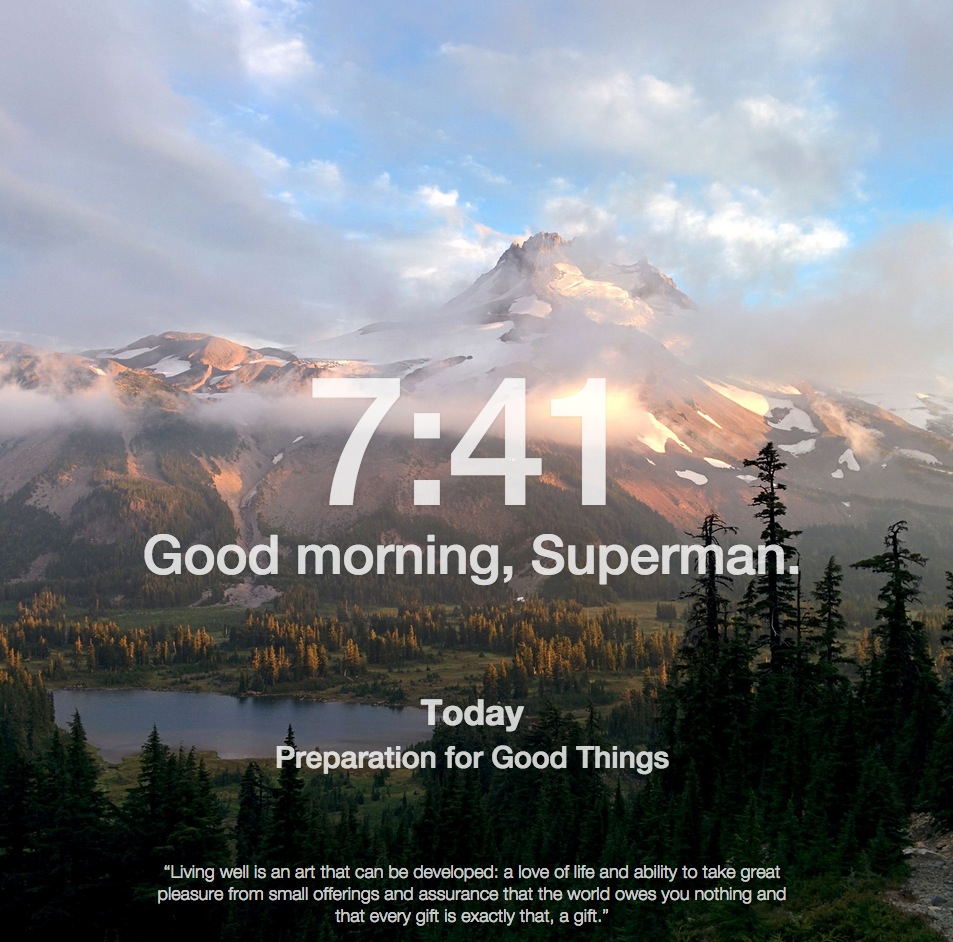 7:41
Good morning, Superman.
Today
Preparation for Good Things
“Living well is an art that can be developed: a love of life and ability to take great
pleasure from small offerings and assurance that the world owes you nothing and
that every gift is exactly that, a gift.”